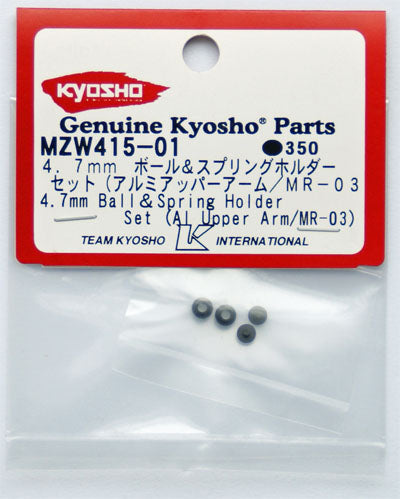 KYOSHO
Genuine Kyosho® Parts
MZW415-01 ●350
4.7mm ボール&スプリングホルダー
セット(アルミアッパーアーム/MR-03
4.7mm Ball&Spring Holder
Set (Al Upper Arm/MR-03)
TEAM KYOSHO K INTERNATIONAL